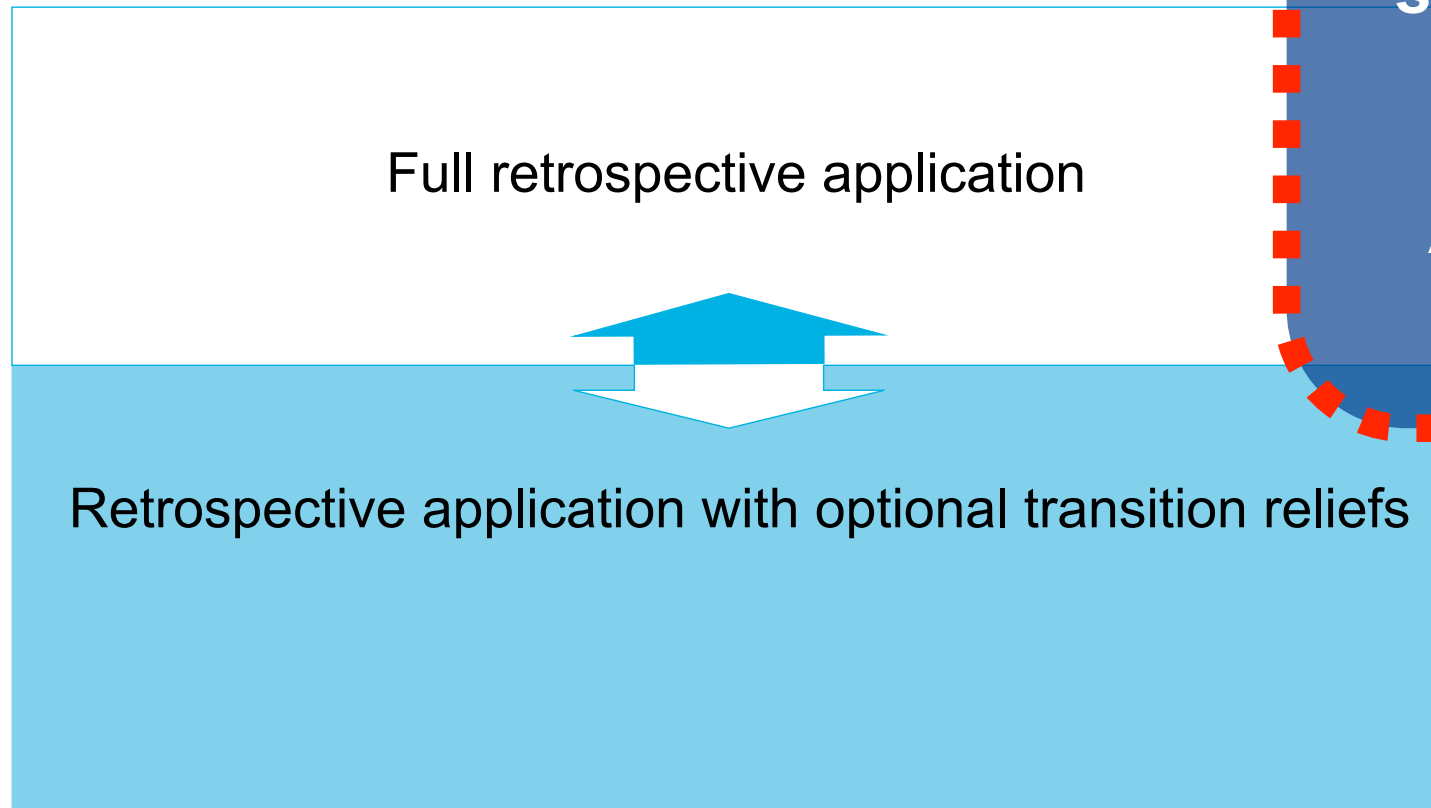 Full retrospective application
Retrospective application with optional transition reliefs